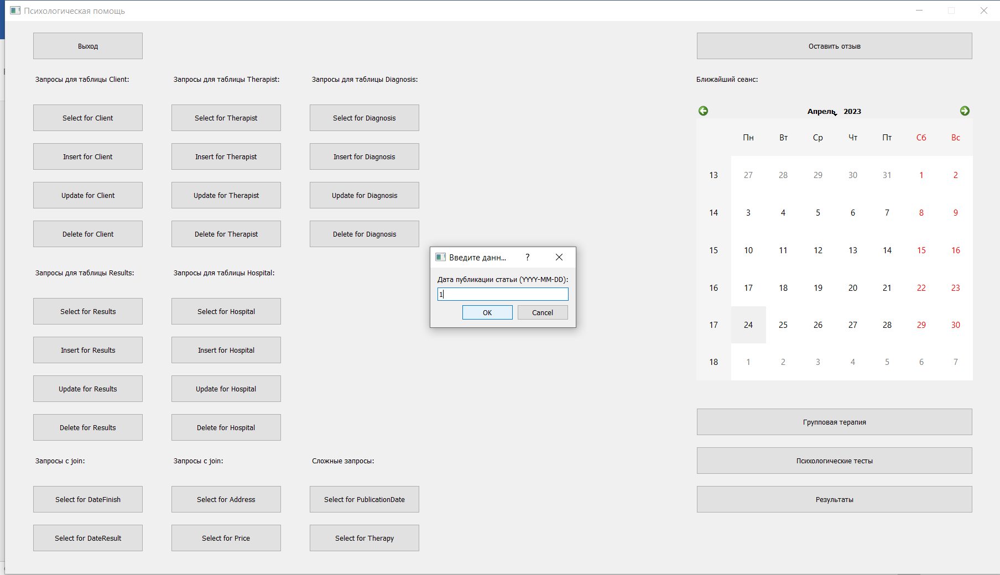 Психологическая помощь
Выход
Оставить отзыв
Запросы для таблицы Client:
Запросы для таблицы Therapist:
Запросы для таблицы Diagnosis:
Ближайший сеанс:
Select for Client
Select for Therapist
Select for Diagnosis
Insert for Client
Insert for Therapist
Insert for Diagnosis
Update for Client
Update for Therapist
Update for Diagnosis
Delete for Client
Delete for Therapist
Delete for Diagnosis
Апрель 2023
Пн Вт Ср Чт Пт Сб Вс
13 27 28 29 30 31 1 2
14 3 4 5 6 7 8 9
15 10 11 12 13 14 15 16
16 17 18 19 20 21 22 23
17 24 25 26 27 28 29 30
18 1 2 3 4 5 6 7
Введите данн...
?
Дата публикации статьи (YYYY-MM-DD):
1
OK
Cancel
Запросы для таблицы Results:
Запросы для таблицы Hospital:
Select for Results
Select for Hospital
Insert for Results
Insert for Hospital
Update for Results
Update for Hospital
Delete for Results
Delete for Hospital
Групповая терапия
Психологические тесты
Результаты
Запросы с join:
Запросы с join:
Сложные запросы:
Select for DateFinish
Select for Address
Select for PublicationDate
Select for DateResult
Select for Price
Select for Therapy